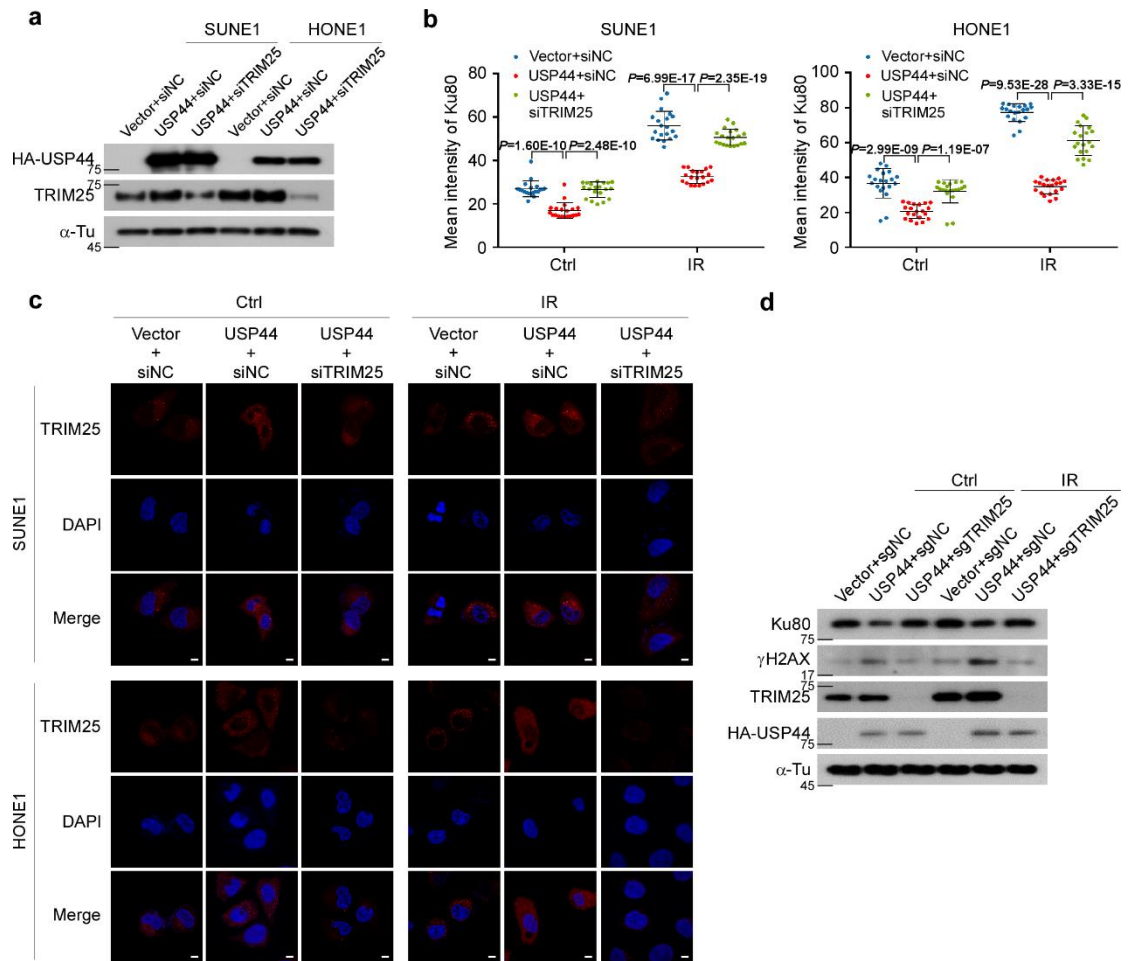 a
SUNE1
HONE1
Vector+siNC
USP44+siNC
USP44+siTRIM25
Vector+siNC
USP44+siNC
USP44+siTRIM25
HA-USP44
75
75
TRIM25
α-Tu
45
b
SUNE1
Vector+siNC
USP44+siNC
USP44+
siTRIM25
Mean intensity of Ku80
80
60
40
20
0
P=6.99E-17
P=2.35E-19
P=1.60E-10
P=2.48E-10
Ctrl
IR
HONE1
Vector+siNC
USP44+siNC
USP44+
siTRIM25
Mean intensity of Ku80
100
80
60
40
20
0
P=9.53E-28
P=3.33E-15
P=2.99E-09
P=1.19E-07
Ctrl
IR
c
Ctrl
IR
Vector
+
siNC
USP44
+
siNC
USP44
+
siTRIM25
Vector
+
siNC
USP44
+
siNC
USP44
+
siTRIM25
SUNE1
TRIM25
DAPI
Merge
HONE1
TRIM25
DAPI
Merge
d
Ctrl
IR
Vector+sgNC
USP44+sgNC
USP44+sgTRIM25
Vector+sgNC
USP44+sgNC
USP44+sgTRIM25
Ku80
75
γH2AX
17
75
TRIM25
HA-USP44
75
α-Tu
45